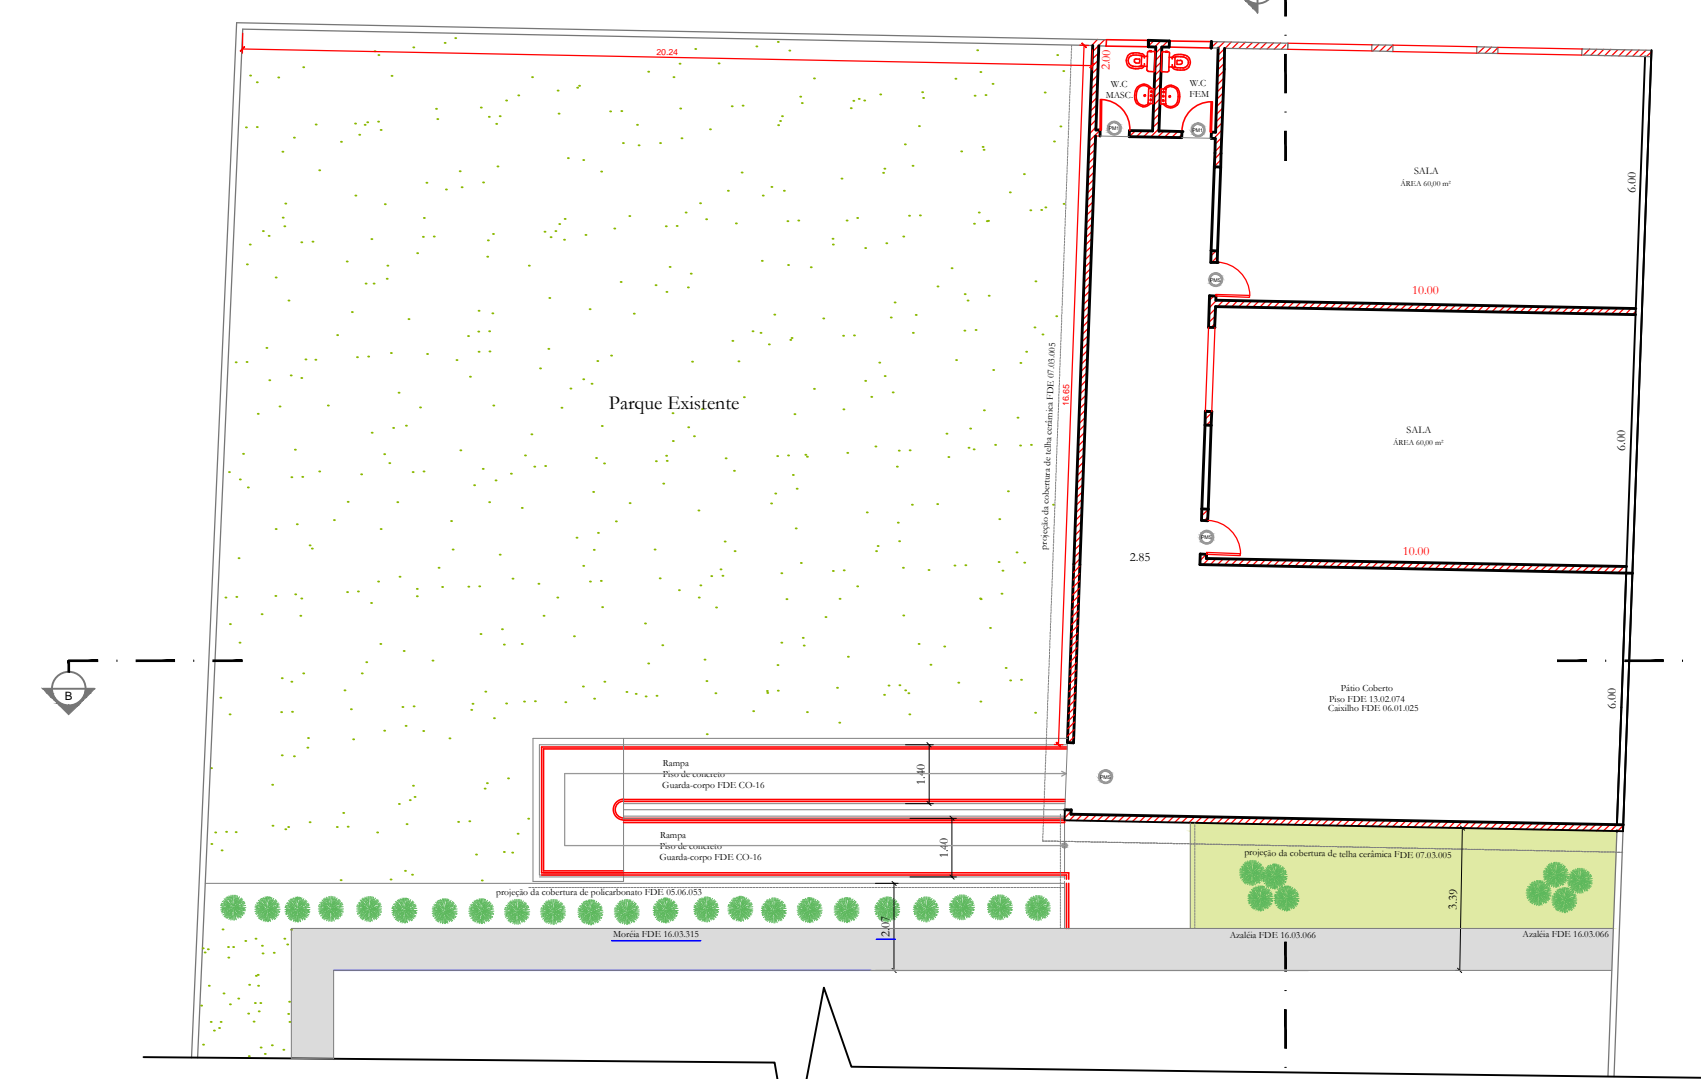 20.24
2.00
W.C
MASC.
W.C
FEM
PM1
PM1
SALA
ÁREA 60,00 m²
6.00
PM2
10.00
projeção da cobertura de telha cerâmica FDE 07.03.005
16.65
Parque Existente
SALA
ÁREA 60,00 m²
6.00
2.85
10.00
B
Pátio Coberto
Piso FDE 13.02.074
Caixilho FDE 06.01.025
6.00
Rampa
Piso de concreto
Guarda-corpo FDE CO-16
1.40
Rampa
Piso de concreto
Guarda-corpo FDE CO-16
1.40
projeção da cobertura de telha cerâmica FDE 07.03.005
projeção da cobertura de policarbonato FDE 05.06.053
2.07
3.39
Moréia FDE 16.03.315
Azaléia FDE 16.03.066
Azaléia FDE 16.03.066